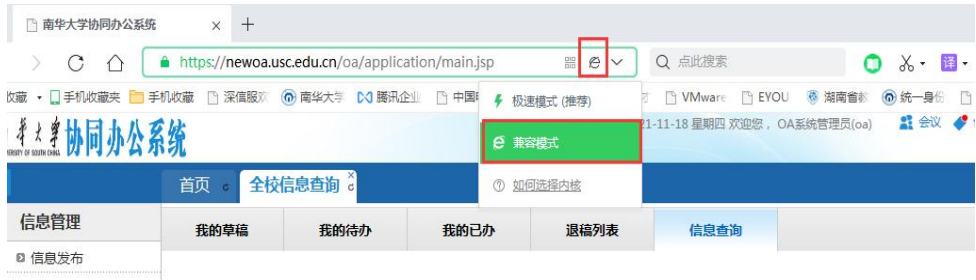 南华大学协同办公系统
https://newoa.usc.edu.cn/oa/application/main.jsp
点此搜索
译
收藏 手机收藏夹 手机收藏 深信服 南华大学 腾讯企业 中国 VMware EYOU 湖南省 统一身份
极速模式 (推荐)
兼容模式
如何选择内核
华大学协同办公系统
21-11-18 星期四 欢迎您， OA系统管理员(oa) 会议
首页 全校信息查询
信息管理
我的草稿 我的待办 我的已办 退稿列表 信息查询
信息发布